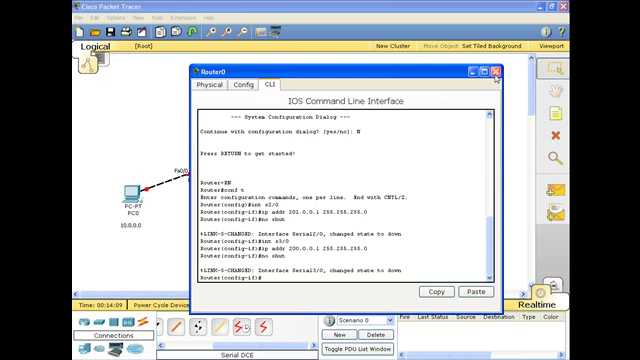 Cisco Packet Tracer
File Edit Options View Tools Extensions Help
Logical
[Root]
New Cluster
Move Object
Set Tiled Background
Viewport
Router0
Physical
Config
CLI
IOS Command Line Interface
--- System Configuration Dialog ---
Continue with configuration dialog? [yes/no]: N
Press RETURN to get started!
Router>EN
Router#conf t
Enter configuration commands, one per line.  End with CNTL/Z.
Router(config)#int s2/0
Router(config-if)#ip addr 201.0.0.1 255.255.255.0
Router(config-if)#no shut
%LINK-5-CHANGED: Interface Serial2/0, changed state to down
Router(config-if)#int s3/0
Router(config-if)#ip addr 200.0.0.1 255.255.255.0
Router(config-if)#no shut
%LINK-5-CHANGED: Interface Serial3/0, changed state to down
Router(config-if)#
Copy
Paste
Fa0/0
PC-PT
PC0
10.0.0.0
Time: 00:14:09
Power Cycle Device
Realtime
Connections
Serial DCE
Scenario 0
New
Delete
Toggle PDU List Window
Fire
Last Status
Source
Destination
Type
Color